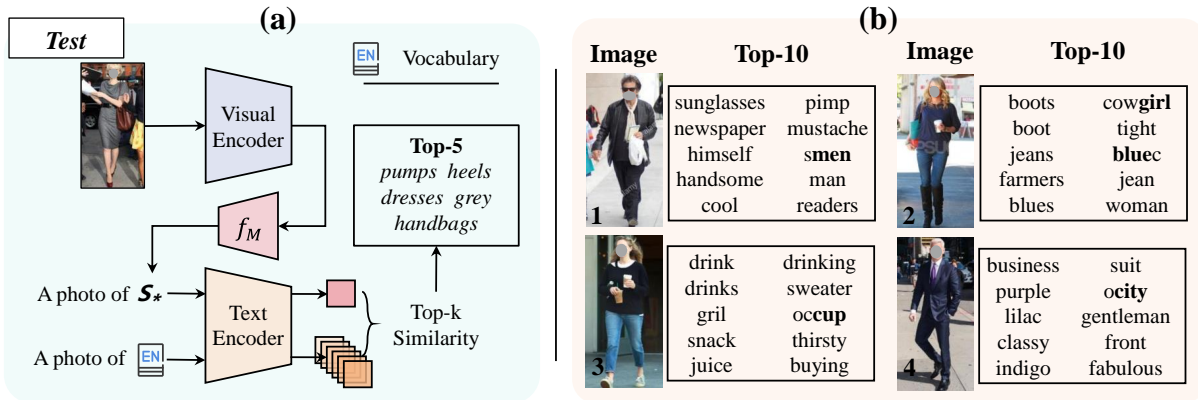 (a)
Test
EN Vocabulary
Visual
Encoder
Top-5
pumps heels
dresses grey
handbags
f_M
A photo of S*
Text
Encoder
Top-k
Similarity
A photo of EN
(b)
Image Top-10 Image Top-10
sunglasses pimp
newspaper mustache
himself smen
handsome man
cool readers
1
boots cowgirl
boot tight
jeans bluec
farmers jean
blues woman
2
drink drinking
drinks sweater
gril occup
snack thirsty
juice buying
3
business suit
purple ocity
lilac gentleman
classy front
indigo fabulous
4